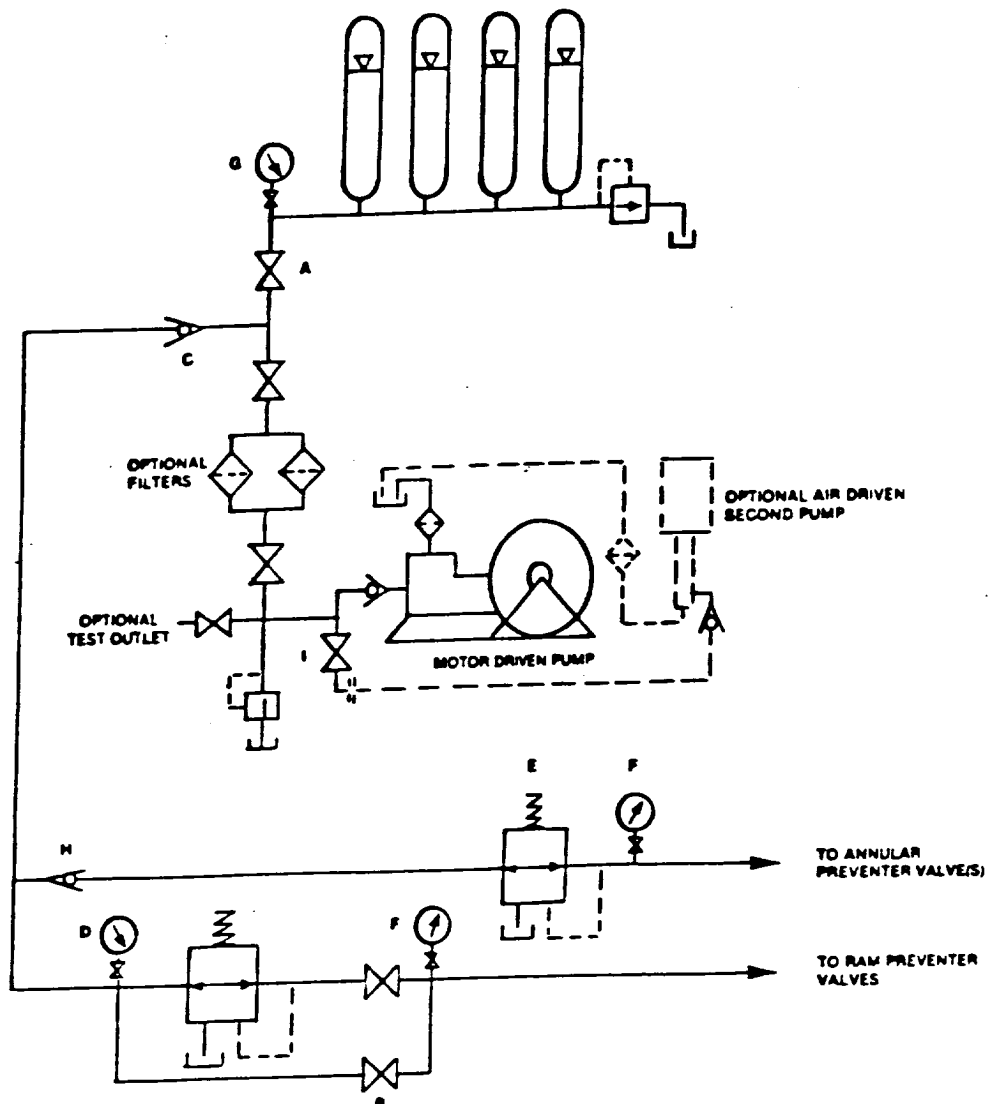 G
A
C
OPTIONAL
FILTERS
OPTIONAL AIR DRIVEN
SECOND PUMP
OPTIONAL
TEST OUTLET
I
MOTOR DRIVEN PUMP
E
F
H
TO ANNULAR
PREVENTER VALVE(S)
D
F
TO RAM PREVENTER
VALVES